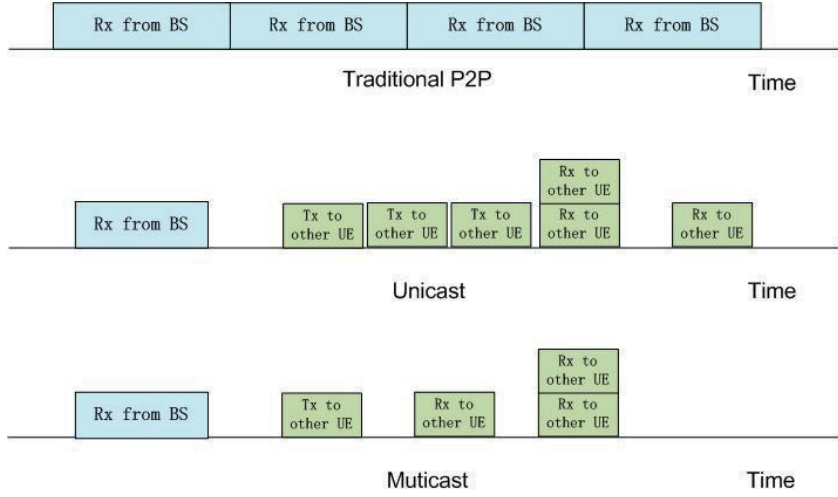 Rx from BS Rx from BS Rx from BS Rx from BS
Traditional P2P Time
Rx to
other UE
Rx from BS Tx to Tx to Tx to Rx to Rx to
other UE other UE other UE other UE other UE
Unicast Time
Rx to
other UE
Rx from BS Tx to Rx to Rx to
other UE other UE other UE
Muticast Time